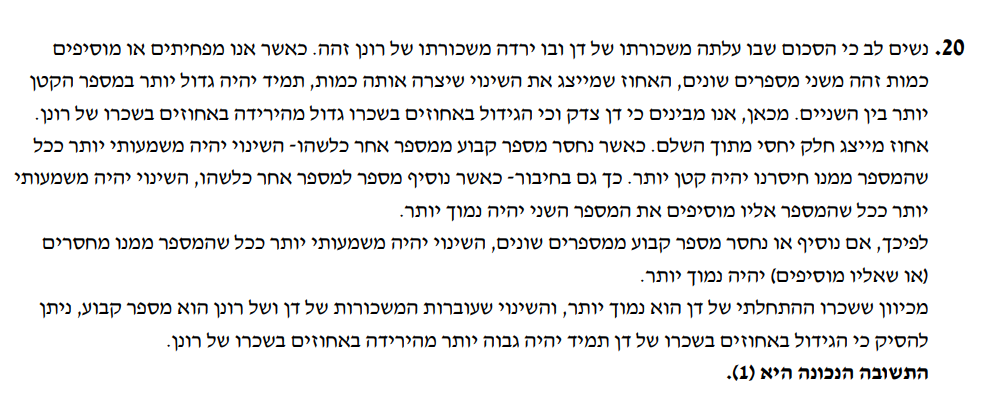 20. נשים לב כי הסכום שבו עלתה משכורתו של דן ובו ירדה משכורתו של רונן זהה. כאשר אנו מפחיתים או מוסיפים
כמות זהה משני מספרים שונים, האחוז שמייצג את השינוי שיצרה אותה כמות, תמיד יהיה גדול יותר במספר הקטן
יותר בין השניים. מכאן, אנו מבינים כי דן צדק וכי הגידול באחוזים בשכרו גדול מהירידה באחוזים בשכרו של רונן.
אחוז מייצג חלק יחסי מתוך השלם. כאשר נחסר מספר קבוע ממספר אחר כלשהו- השינוי יהיה משמעותי יותר ככל
שהמספר ממנו חיסרנו יהיה קטן יותר. כך גם בחיבור- כאשר נוסיף מספר למספר אחר כלשהו, השינוי יהיה משמעותי
יותר ככל שהמספר אליו מוסיפים את המספר השני יהיה נמוך יותר.
לפיכך, אם נוסיף או נחסר מספר קבוע ממספרים שונים, השינוי יהיה משמעותי יותר ככל שהמספר ממנו מחסרים
(או שאליו מוסיפים) יהיה נמוך יותר.
מכיוון ששכרו ההתחלתי של דן הוא נמוך יותר, והשינוי שעוברות המשכורות של דן ושל רונן הוא מספר קבוע, ניתן
להסיק כי הגידול באחוזים בשכרו של דן תמיד יהיה גבוה יותר מהירידה באחוזים בשכרו של רונן.
התשובה הנכונה היא (1).